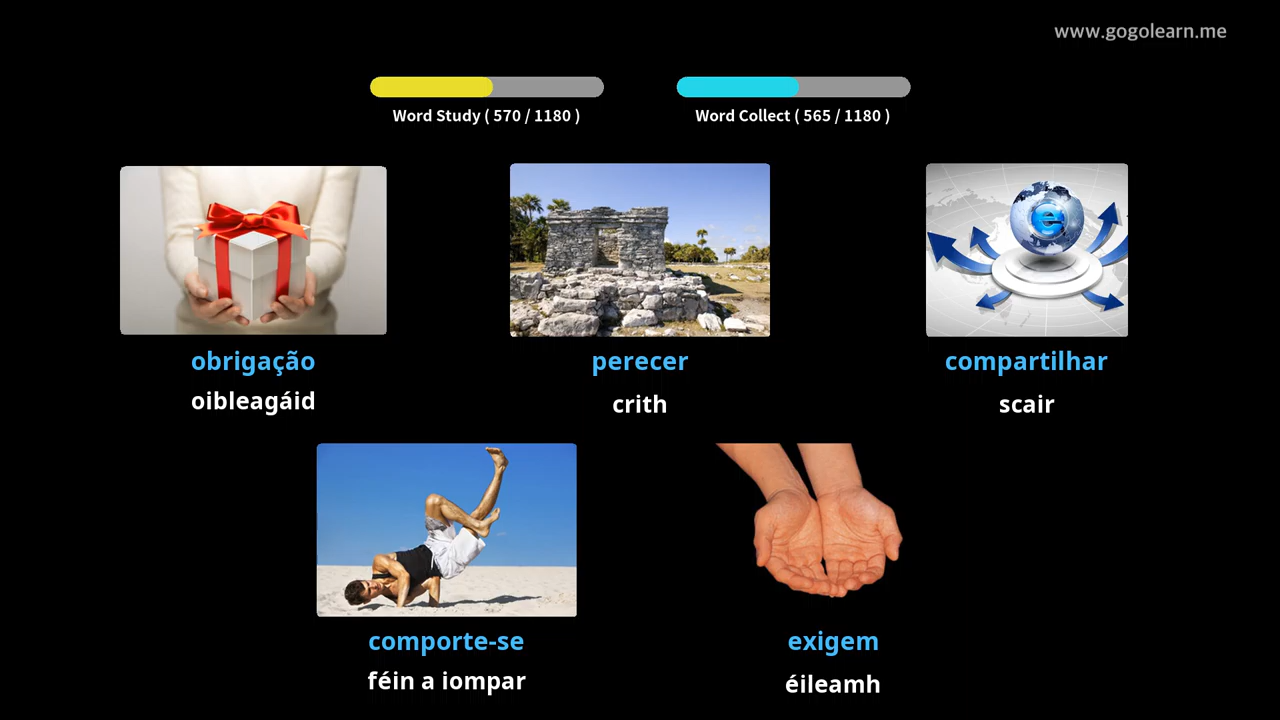 www.gogolearn.me
Word Study ( 570 / 1180 )
Word Collect ( 565 / 1180 )
e
obrigação
oibleagáid
perecer
crith
compartilhar
scair
comporte-se
féin a iompar
exigem
éileamh